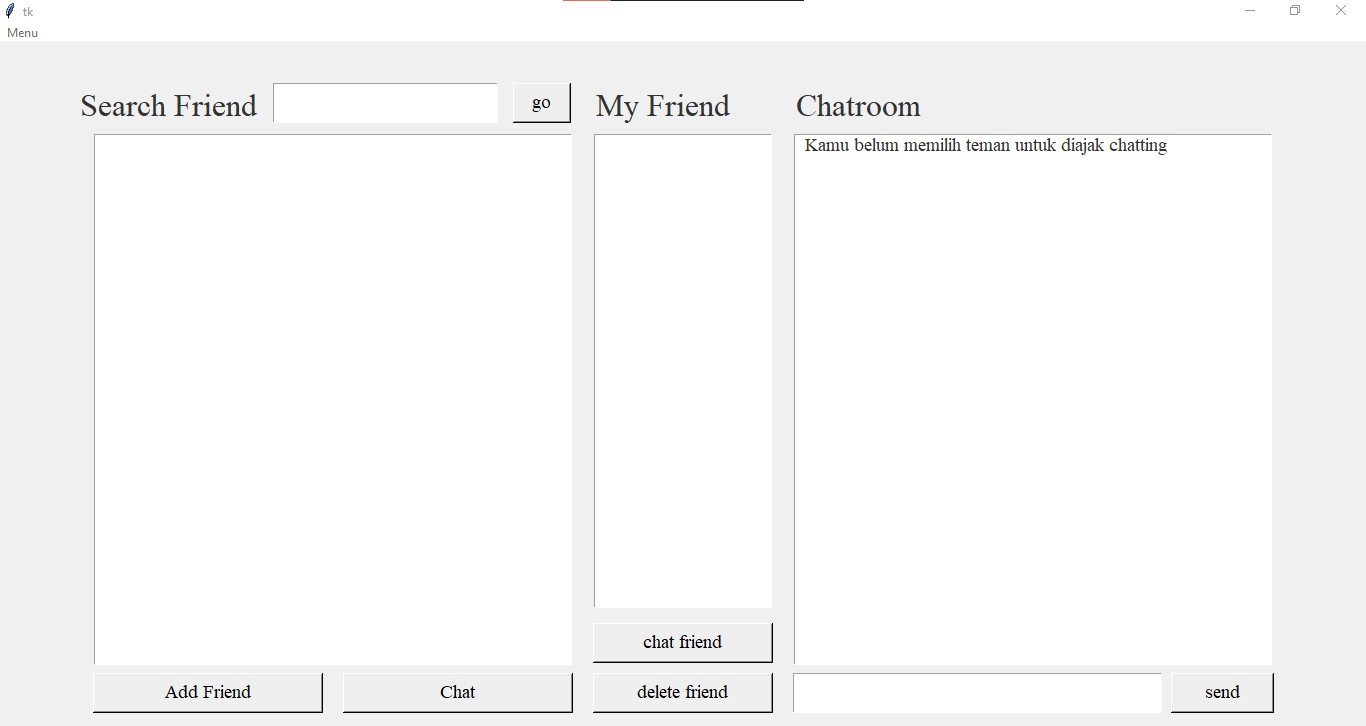 tk
Menu
Search Friend
go
My Friend
Chatroom
Kamu belum memilih teman untuk diajak chatting
chat friend
Add Friend
Chat
delete friend
send